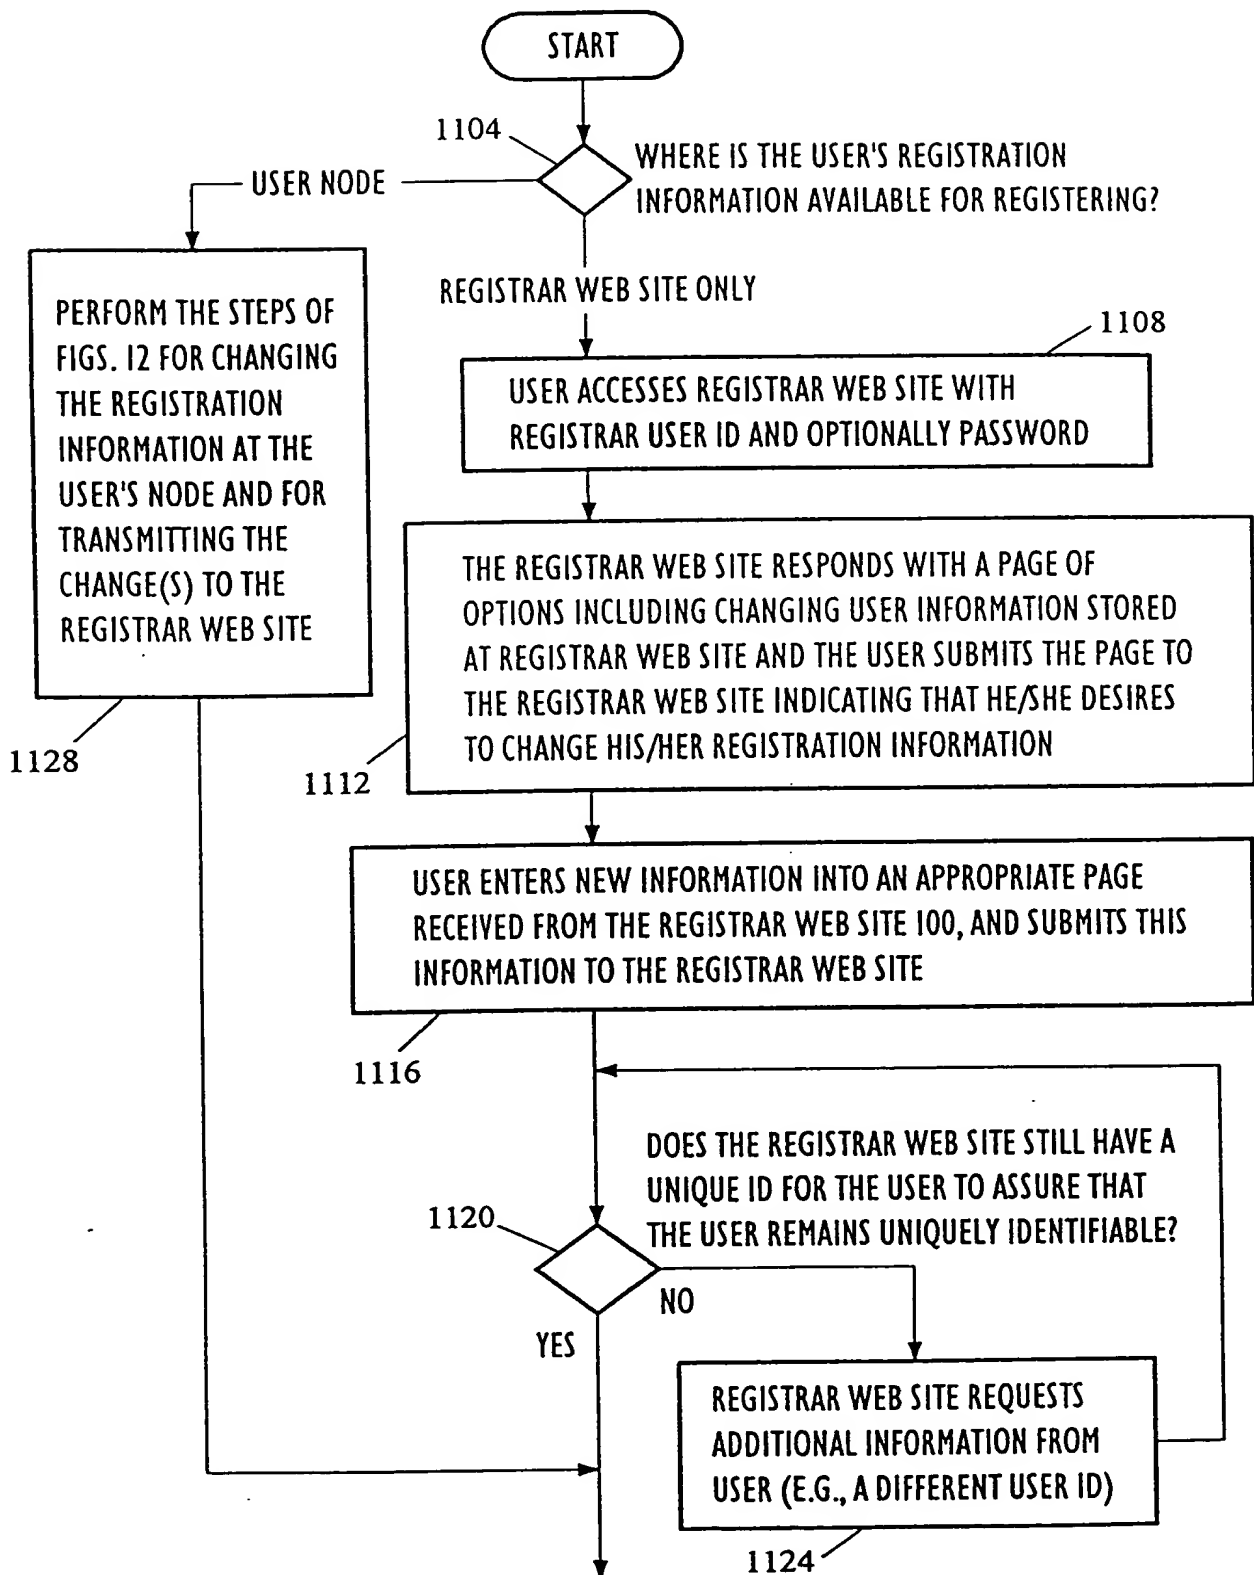 START
1104
WHERE IS THE USER'S REGISTRATION
INFORMATION AVAILABLE FOR REGISTERING?
USER NODE
REGISTRAR WEB SITE ONLY
PERFORM THE STEPS OF
FIGS. 12 FOR CHANGING
THE REGISTRATION
INFORMATION AT THE
USER'S NODE AND FOR
TRANSMITTING THE
CHANGE(S) TO THE
REGISTRAR WEB SITE
1128
1108
USER ACCESSES REGISTRAR WEB SITE WITH
REGISTRAR USER ID AND OPTIONALLY PASSWORD
THE REGISTRAR WEB SITE RESPONDS WITH A PAGE OF
OPTIONS INCLUDING CHANGING USER INFORMATION STORED
AT REGISTRAR WEB SITE AND THE USER SUBMITS THE PAGE TO
THE REGISTRAR WEB SITE INDICATING THAT HE/SHE DESIRES
TO CHANGE HIS/HER REGISTRATION INFORMATION
1112
USER ENTERS NEW INFORMATION INTO AN APPROPRIATE PAGE
RECEIVED FROM THE REGISTRAR WEB SITE 100, AND SUBMITS THIS
INFORMATION TO THE REGISTRAR WEB SITE
1116
DOES THE REGISTRAR WEB SITE STILL HAVE A
UNIQUE ID FOR THE USER TO ASSURE THAT
THE USER REMAINS UNIQUELY IDENTIFIABLE?
1120
NO
YES
REGISTRAR WEB SITE REQUESTS
ADDITIONAL INFORMATION FROM
USER (E.G., A DIFFERENT USER ID)
1124